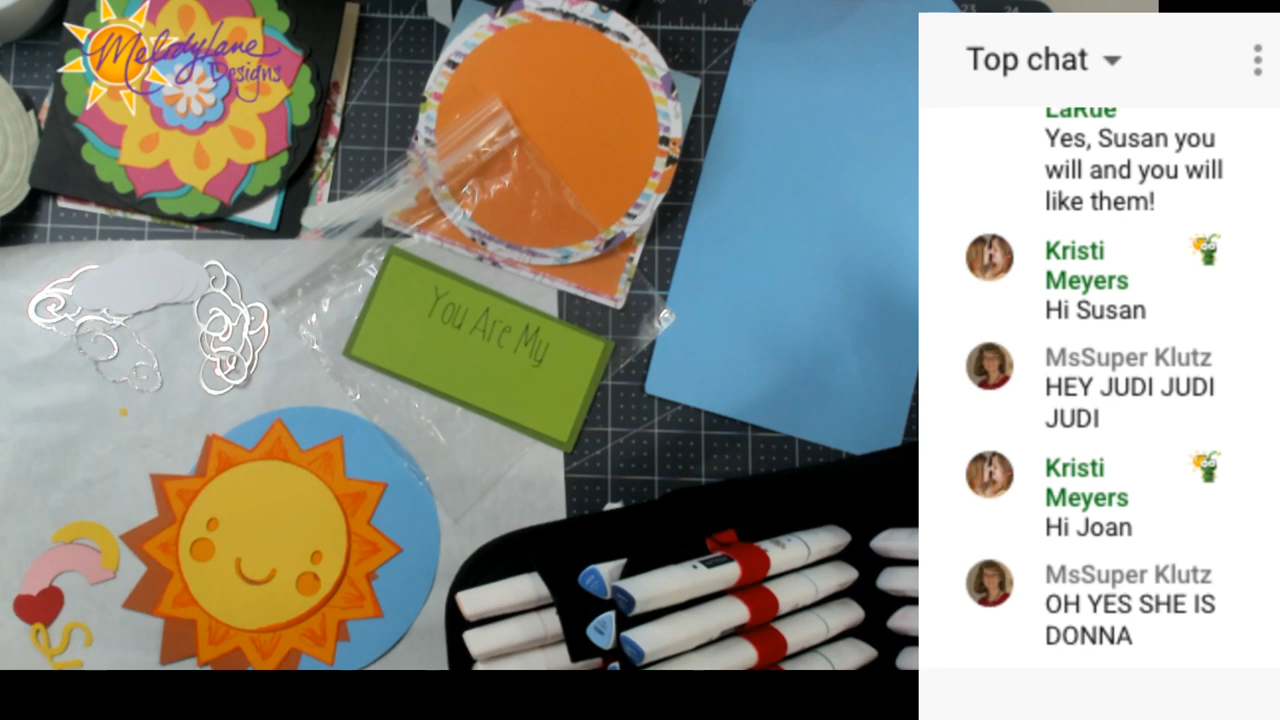 MelodyLane
Designs
23
24
You Are My
Top chat
LaRue
Yes, Susan you
will and you will
like them!
Kristi
Meyers
Hi Susan
MsSuper Klutz
HEY JUDI JUDI
JUDI
Kristi
Meyers
Hi Joan
MsSuper Klutz
OH YES SHE IS
DONNA